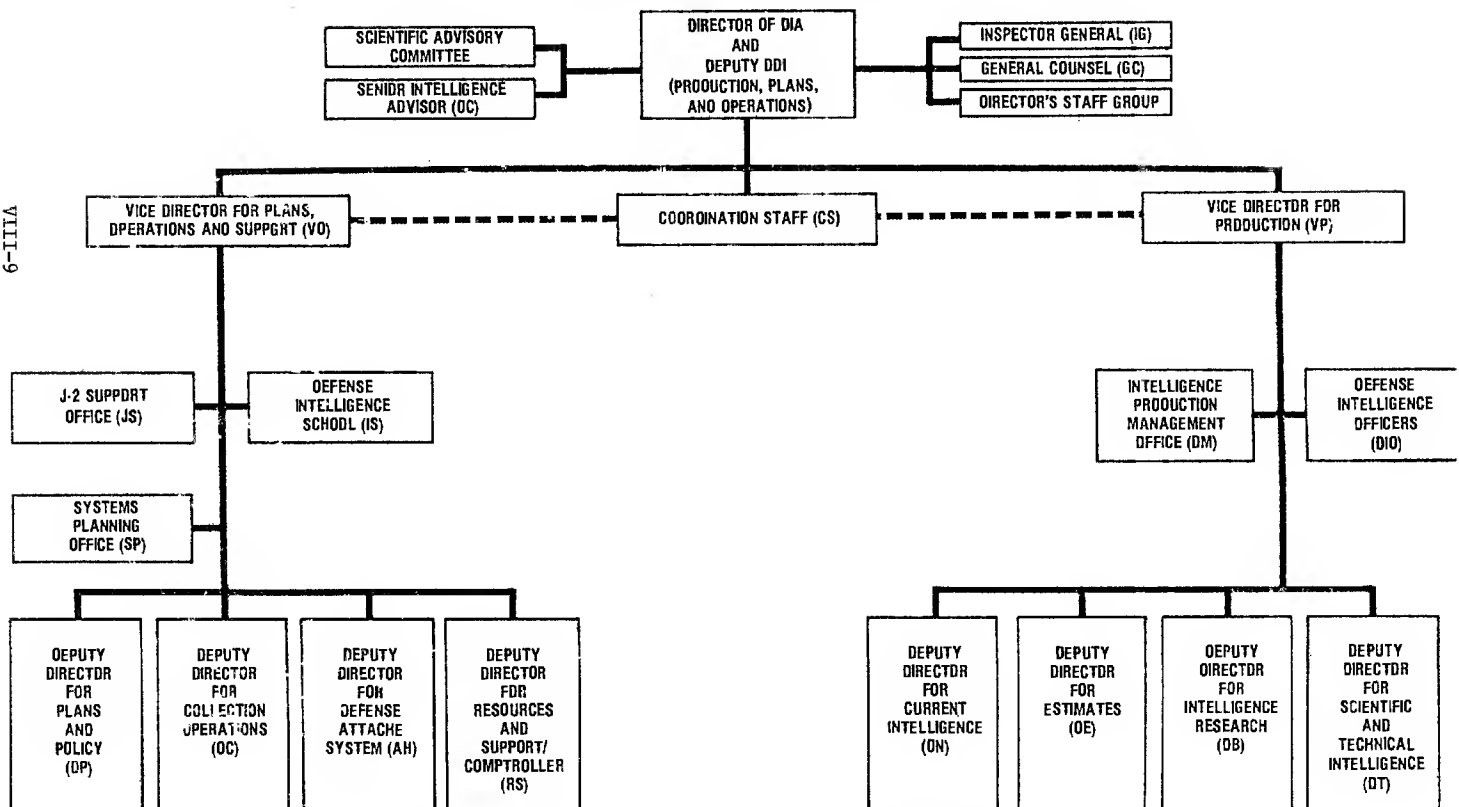 SCIENTIFIC ADVISORY
COMMITTEE
SENIOR INTELLIGENCE
ADVISOR (OC)
DIRECTOR OF DIA
AND
DEPUTY DDI
(PRODUCTION, PLANS,
AND OPERATIONS)
INSPECTOR GENERAL (IG)
GENERAL COUNSEL (GC)
DIRECTOR'S STAFF GROUP
VICE DIRECTOR FOR PLANS,
OPERATIONS AND SUPPORT (VO)
COORDINATION STAFF (CS)
VICE DIRECTOR FOR
PRODUCTION (VP)
VIII-9
J-2 SUPPORT
OFFICE (JS)
DEFENSE
INTELLIGENCE
SCHOOL (IS)
INTELLIGENCE
PRODUCTION
MANAGEMENT
OFFICE (DM)
DEFENSE
INTELLIGENCE
OFFICERS
(DIO)
SYSTEMS
PLANNING
OFFICE (SP)
DEPUTY
DIRECTOR
FOR
PLANS
AND
POLICY
(DP)
DEPUTY
DIRECTOR
FOR
COLLECTION
OPERATIONS
(OC)
DEPUTY
DIRECTOR
FOR
DEFENSE
ATTACHE
SYSTEM (AH)
DEPUTY
DIRECTOR
FOR
RESOURCES
AND
SUPPORT/
COMPTROLLER
(RS)
DEPUTY
DIRECTOR
FOR
CURRENT
INTELLIGENCE
(DN)
DEPUTY
DIRECTOR
FOR
ESTIMATES
(DE)
DEPUTY
DIRECTOR
FOR
INTELLIGENCE
RESEARCH
(DB)
DEPUTY
DIRECTOR
FOR
SCIENTIFIC
AND
TECHNICAL
INTELLIGENCE
(DT)